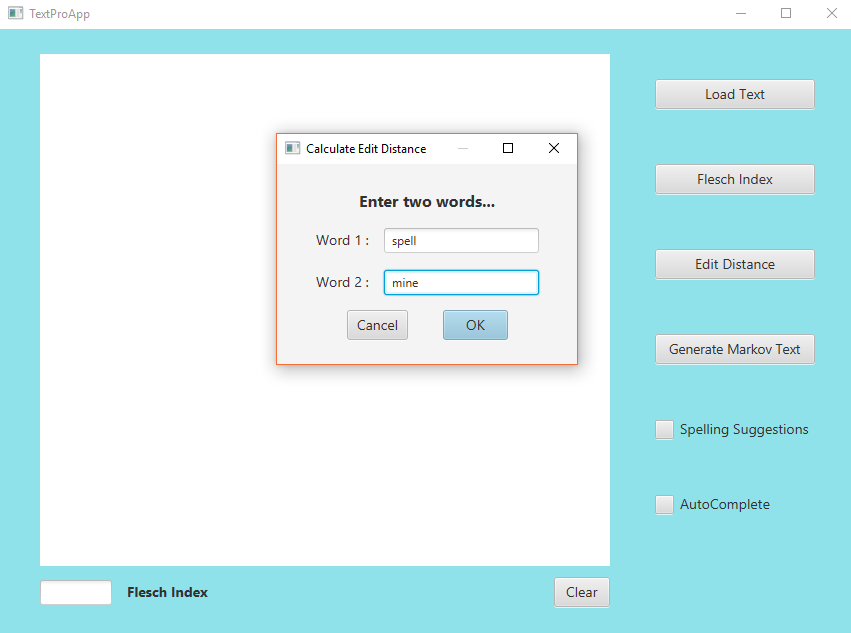 TextProApp
Load Text
Calculate Edit Distance
Flesch Index
Enter two words...
Word 1 : spell
Edit Distance
Word 2 : mine
Cancel OK
Generate Markov Text
Spelling Suggestions
AutoComplete
Flesch Index
Clear